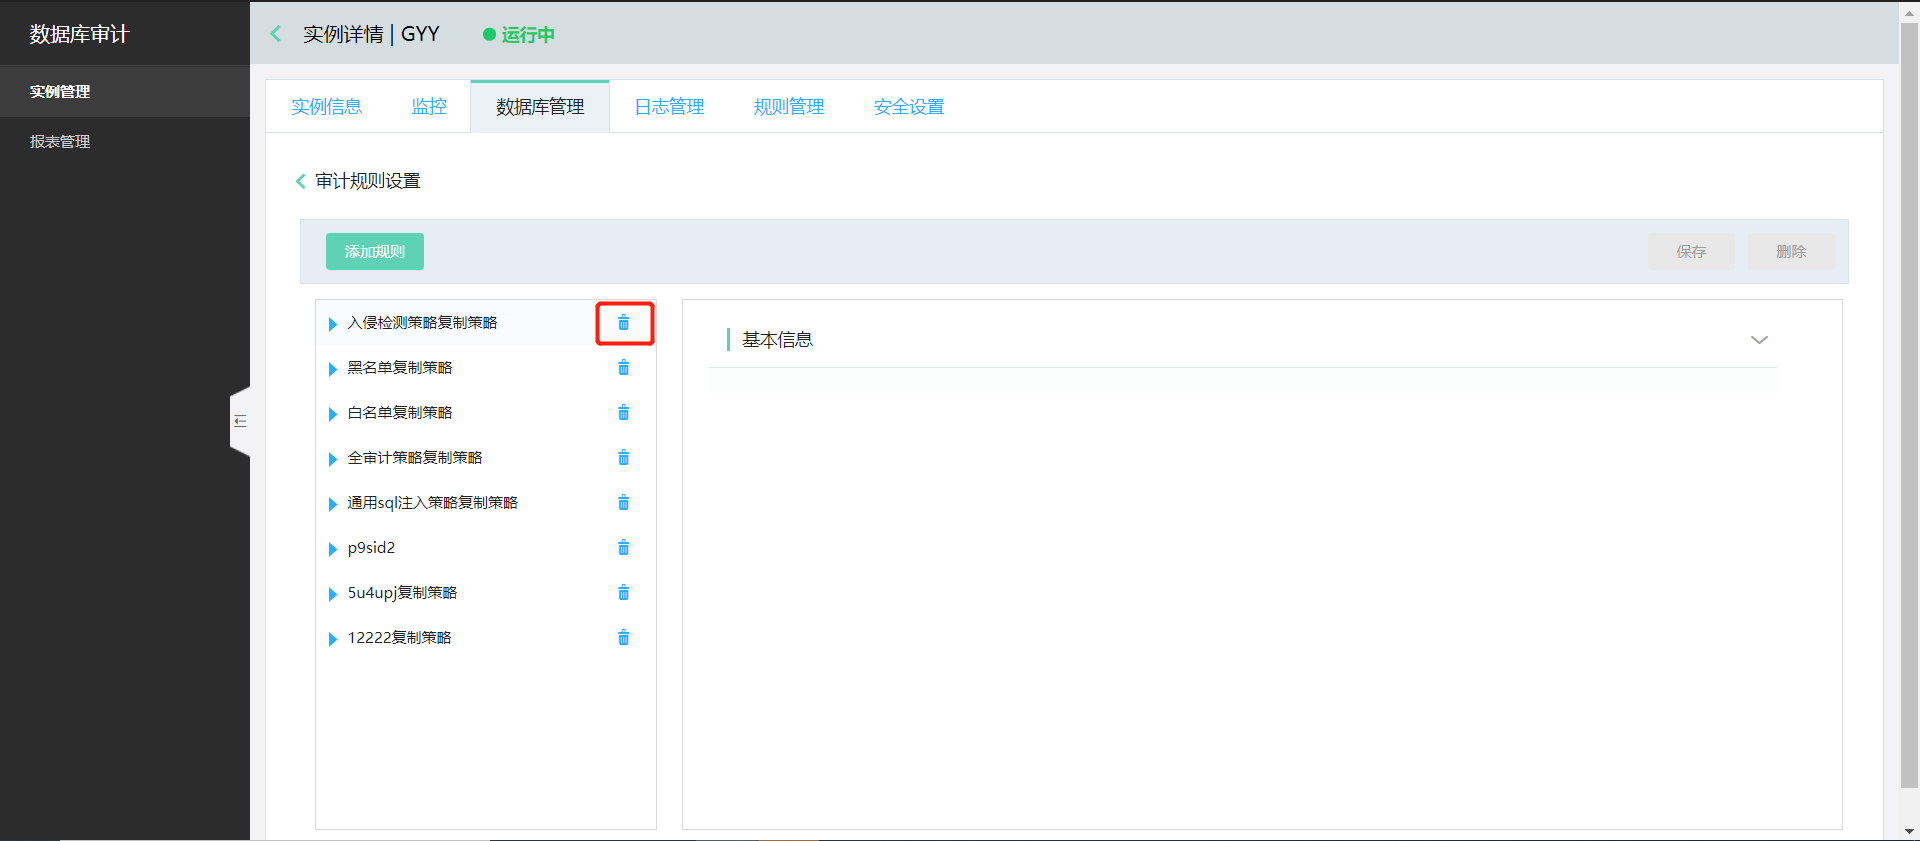 数据库审计
实例管理
报表管理
实例详情 | GYY
运行中
实例信息
监控
数据库管理
日志管理
规则管理
安全设置
审计规则设置
添加规则
保存
删除
入侵检测策略复制策略
黑名单复制策略
白名单复制策略
全审计策略复制策略
通用sql注入策略复制策略
p9sid2
5u4upj复制策略
12222复制策略
基本信息